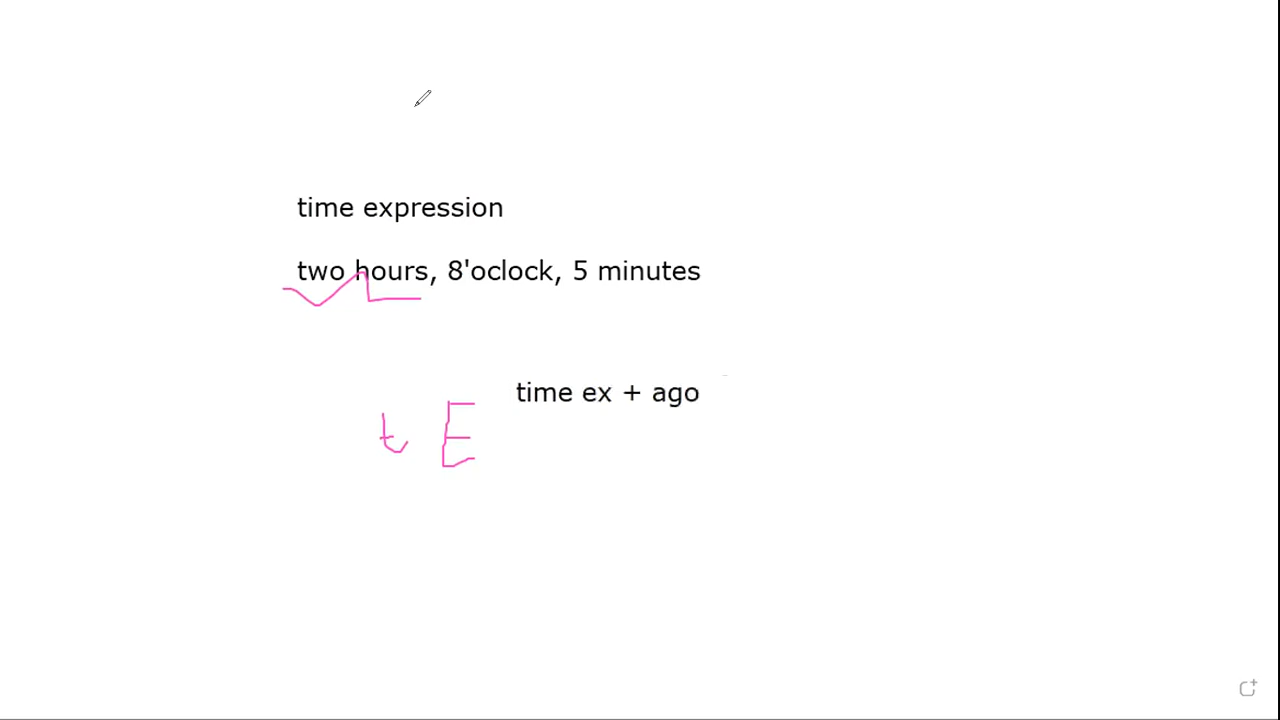 time expression
two hours, 8'oclock, 5 minutes
time ex + ago
t E